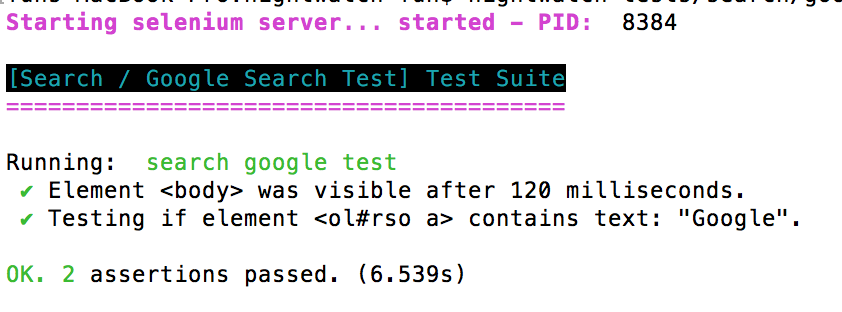 Starting selenium server... started - PID:  8384
[Search / Google Search Test] Test Suite
========================================
Running:  search google test
✔ Element <body> was visible after 120 milliseconds.
✔ Testing if element <ol#rso a> contains text: "Google".
OK. 2 assertions passed. (6.539s)